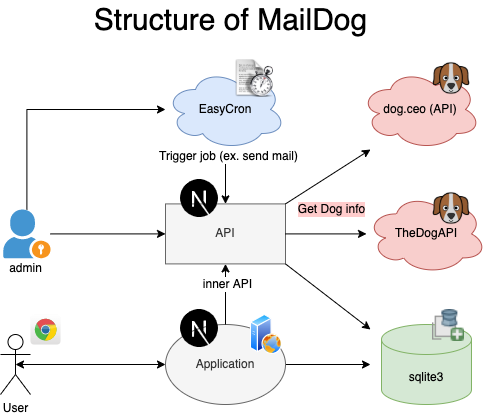 Structure of MailDog
EasyCron
dog.ceo (API)
Trigger job (ex. send mail)
Get Dog info
API
TheDogAPI
admin
inner API
Application
sqlite3
User